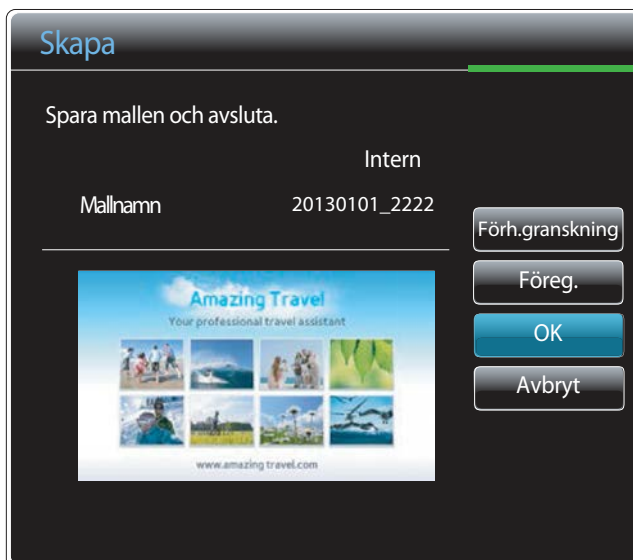 Skapa
Spara mallen och avsluta.
Intern
Mallnamn 20130101_2222
Amazing Travel
Your professional travel assistant
www.amazing travel.com
Förh.granskning
Föreg.
OK
Avbryt